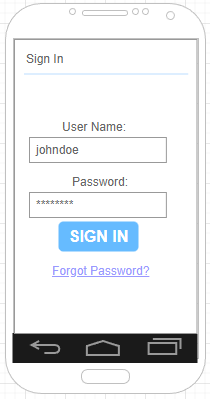 Sign In
User Name:
johndoe
Password:
********
SIGN IN
Forgot Password?